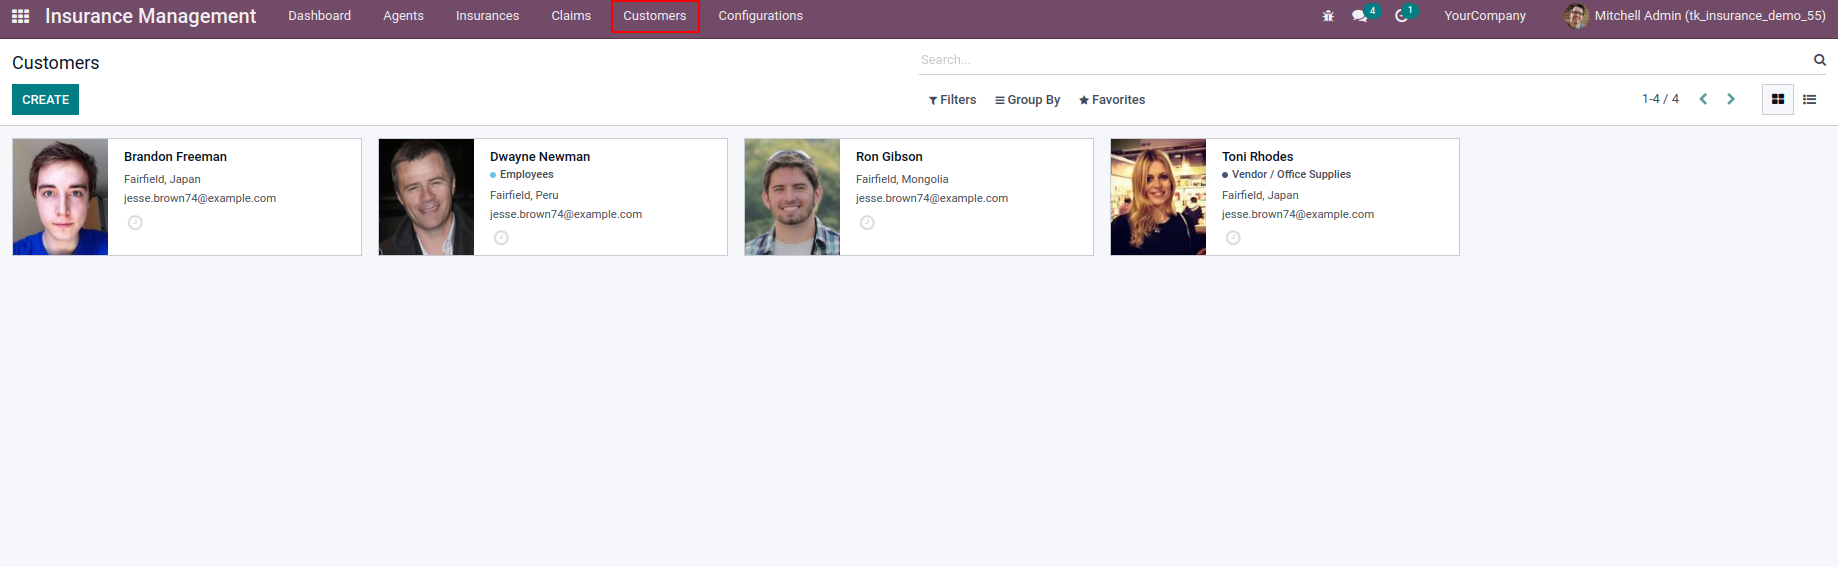 Insurance Management Dashboard Agents Insurances Claims Customers Configurations 4 1 YourCompany Mitchell Admin (tk_insurance_demo_55)
Customers Search...
CREATE Filters Group By Favorites 1-4 / 4
Brandon Freeman
Fairfield, Japan
jesse.brown74@example.com
Dwayne Newman
Employees
Fairfield, Peru
jesse.brown74@example.com
Ron Gibson
Fairfield, Mongolia
jesse.brown74@example.com
Toni Rhodes
Vendor / Office Supplies
Fairfield, Japan
jesse.brown74@example.com